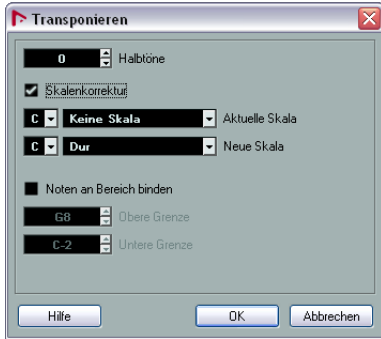 Transponieren
0 Halbtöne
Skalenkorrektur
C Keine Skala Aktuelle Skala
C Dur Neue Skala
Noten an Bereich binden
G8 Obere Grenze
C-2 Untere Grenze
Hilfe OK Abbrechen